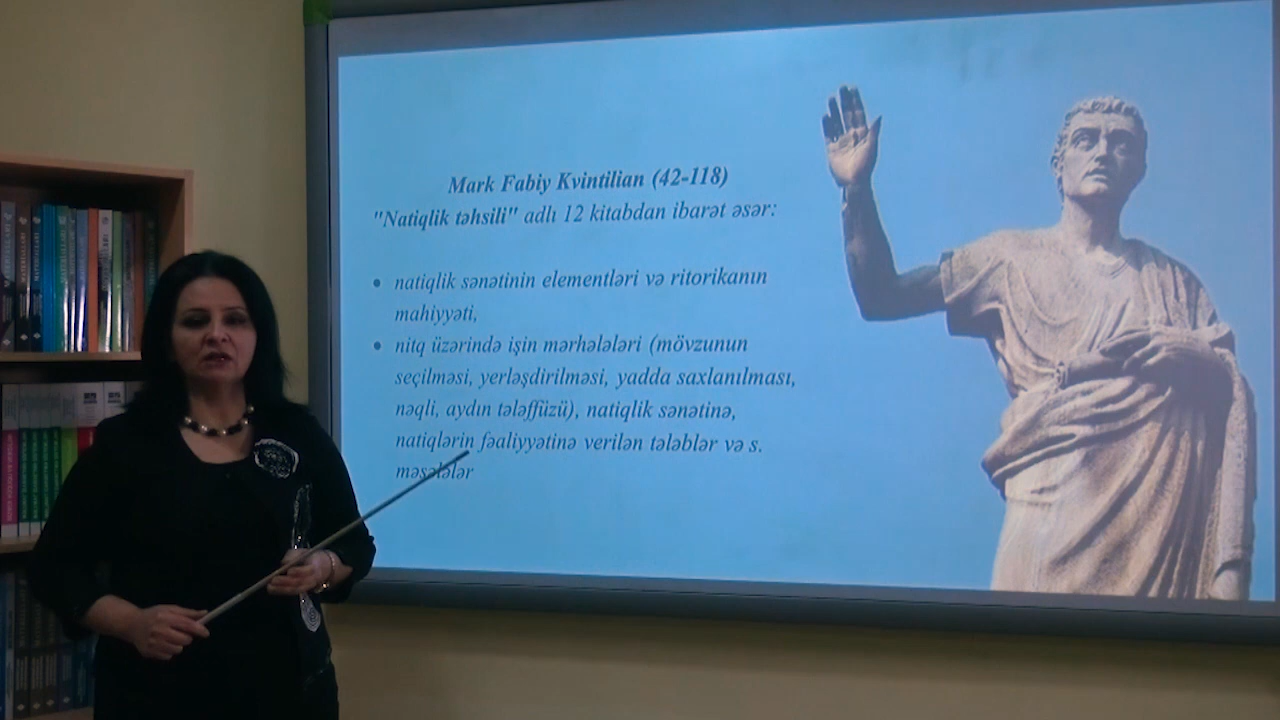 Mark Fabiy Kvintilian (42-118)
"Natiqlik təhsili" adlı 12 kitabdan ibarət əsər:
• natiqlik sənətinin elementləri və ritorikanın
mahiyyəti,
• nitq üzərində işin mərhələləri (mövzunun
seçilməsi, yerləşdirilməsi, yadda saxlanılması,
nəqli, aydın tələffüzü), natiqlik sənətinə,
natiqlərin fəaliyyətinə verilən tələblər və s.
məsələlər